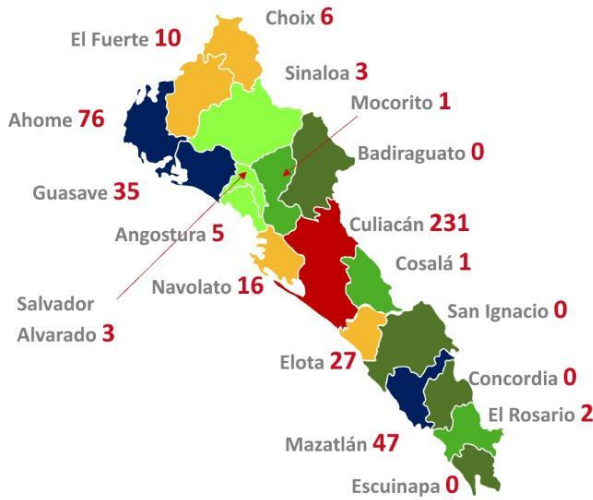 Choix 6
El Fuerte 10
Sinaloa 3
Mocorito 1
Ahome 76
Badiraguato 0
Guasave 35
Culiacán 231
Angostura 5
Cosalá 1
Navolato 16
Salvador
Alvarado 3
San Ignacio 0
Elota 27
Concordia 0
El Rosario 2
Mazatlán 47
Escuinapa 0